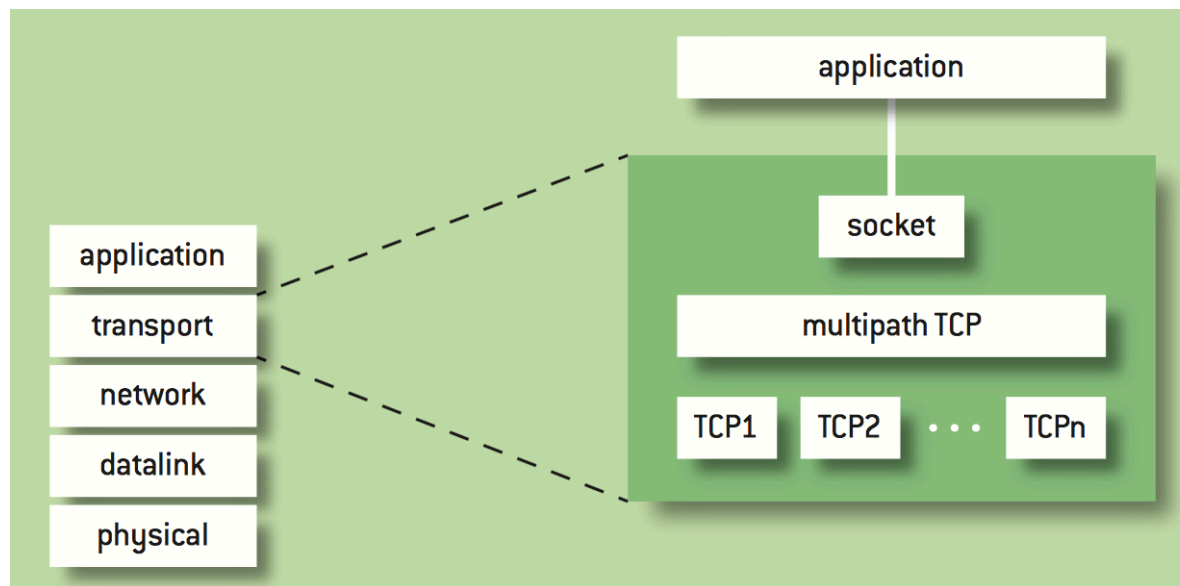 application
transport
network
datalink
physical
application
socket
multipath TCP
TCP1 TCP2 ... TCPn